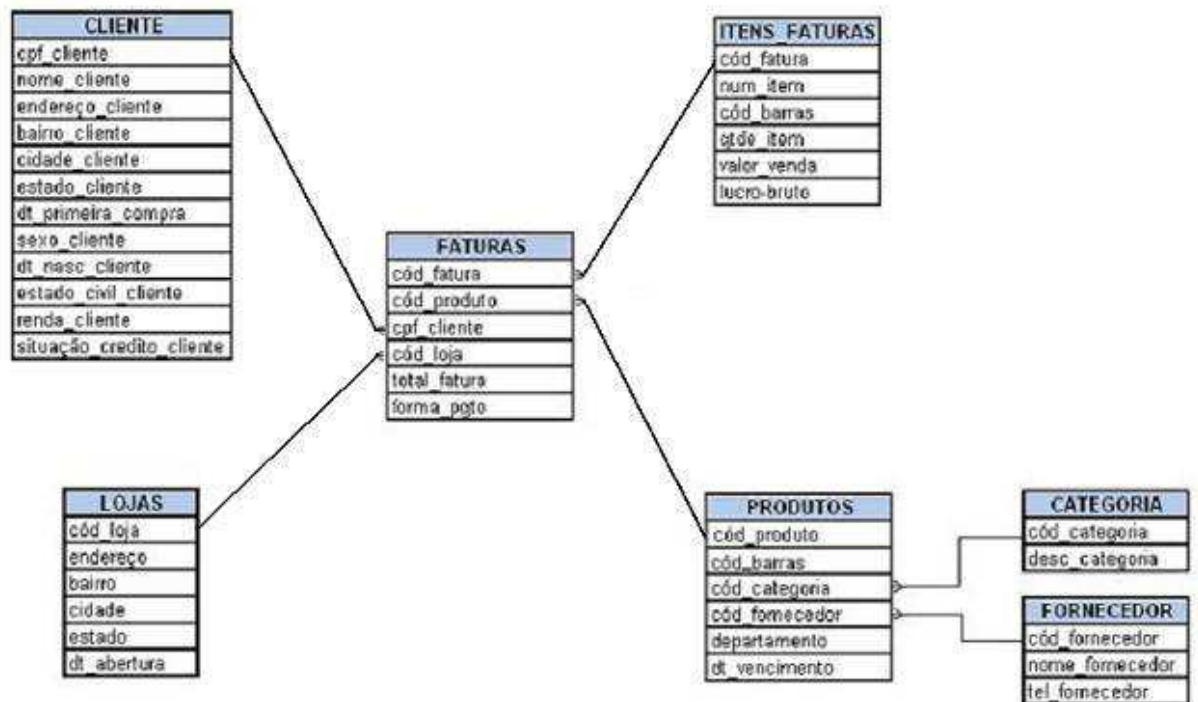 CLIENTE
cpf_cliente
nome_cliente
endereço_cliente
bairro_cliente
cidade_cliente
estado_cliente
dt_primeira_compra
sexo_cliente
dt_nasc_cliente
estado_civil_cliente
renda_cliente
situação_credito_cliente
ITENS_FATURAS
cód_fatura
num_item
cód_barras
qtde_item
valor_venda
lucro-bruto
FATURAS
cód_fatura
cód_produto
cpf_cliente
cód_loja
total_fatura
forma_pgto
LOJAS
cód_loja
endereço
bairro
cidade
estado
dt_abertura
PRODUTOS
cód_produto
cód_barras
cód_categoria
cód_fornecedor
departamento
dt_vencimento
CATEGORIA
cód_categoria
desc_categoria
FORNECEDOR
cód_fornecedor
nome_fornecedor
tel_fornecedor